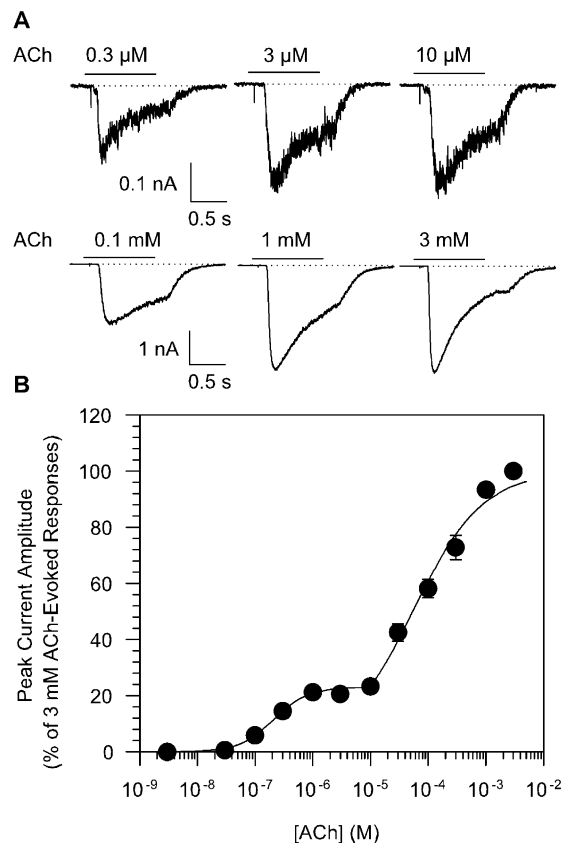 A
ACh 0.3 µM 3 µM 10 µM
0.1 nA
0.5 s
ACh 0.1 mM 1 mM 3 mM
1 nA
0.5 s
B
Peak Current Amplitude
(% of 3 mM ACh-Evoked Responses)
120
100
80
60
40
20
0
10⁻⁹ 10⁻⁸ 10⁻⁷ 10⁻⁶ 10⁻⁵ 10⁻⁴ 10⁻³ 10⁻²
[ACh] (M)